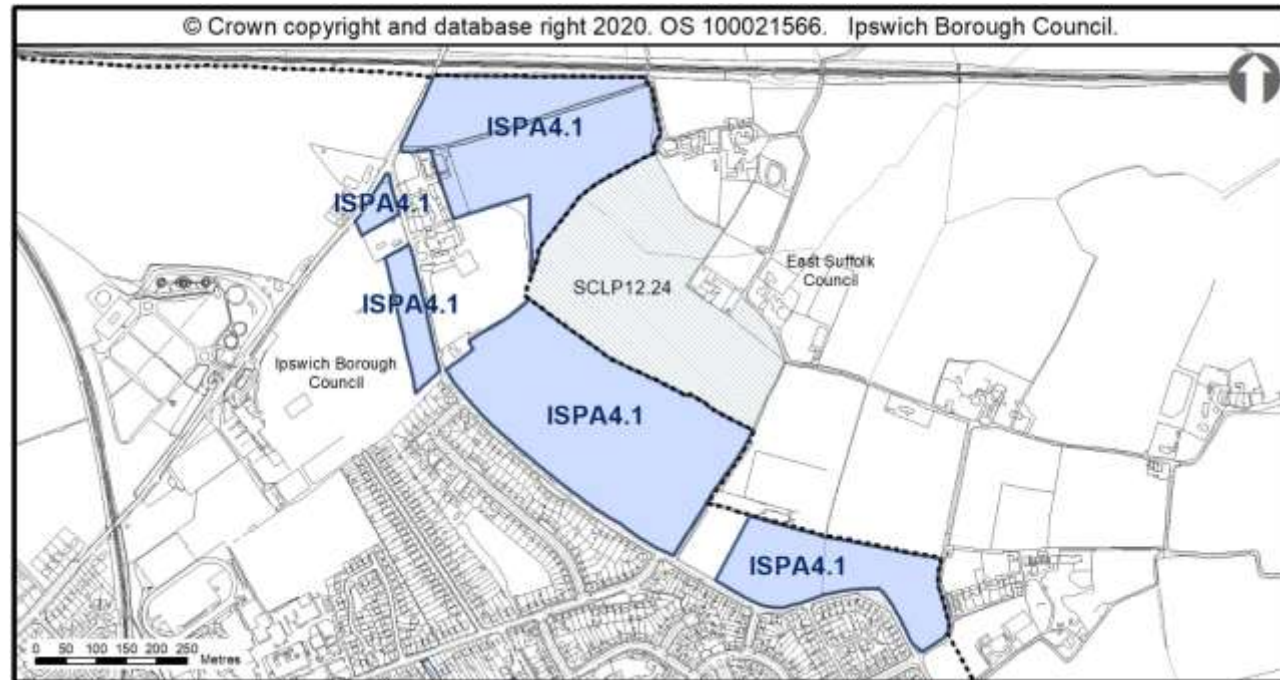 © Crown copyright and database right 2020. OS 100021566. Ipswich Borough Council.
ISPA4.1
ISPA4.1
East Suffolk
Council
SCLP12.24
ISPA4.1
Ipswich Borough
Council
ISPA4.1
ISPA4.1
0 50 100 150 200 250
Metres